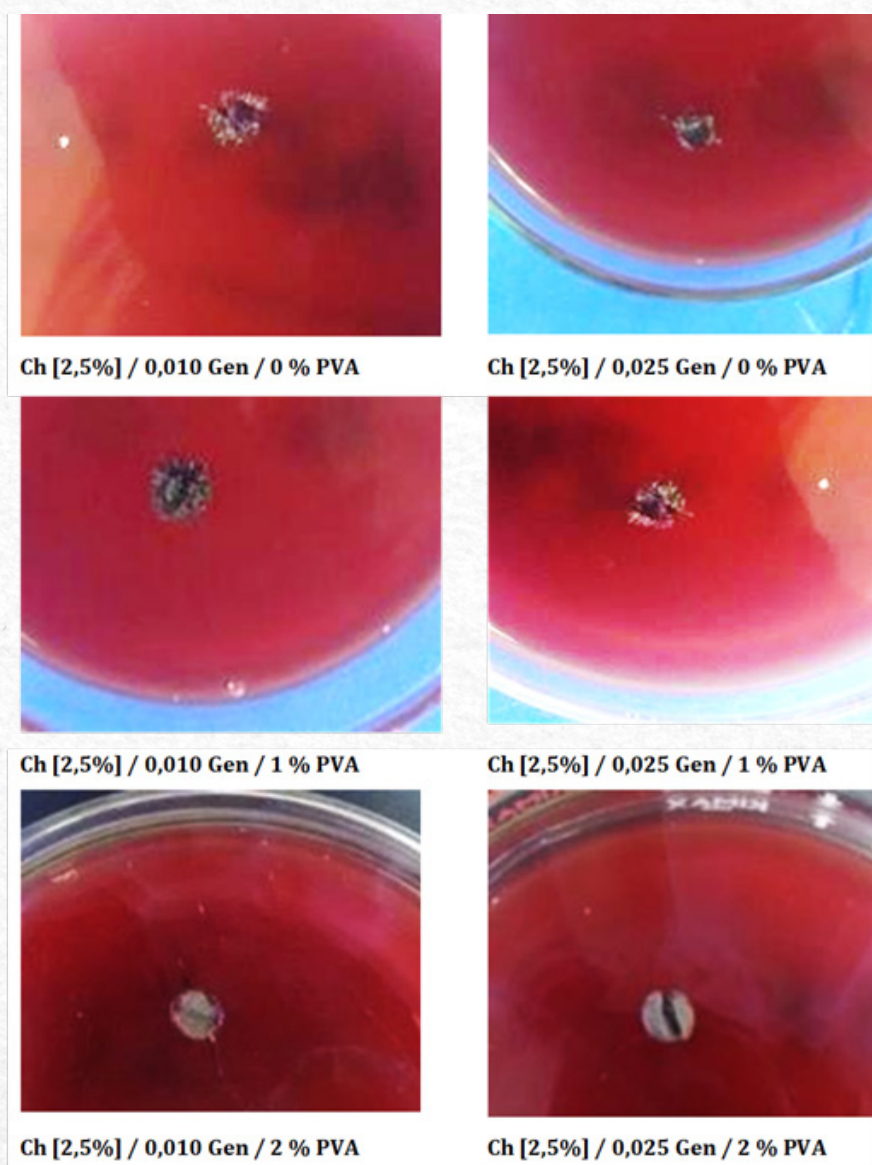 Ch [2,5%] / 0,010 Gen / 0 % PVA
Ch [2,5%] / 0,025 Gen / 0 % PVA
Ch [2,5%] / 0,010 Gen / 1 % PVA
Ch [2,5%] / 0,025 Gen / 1 % PVA
Ch [2,5%] / 0,010 Gen / 2 % PVA
Ch [2,5%] / 0,025 Gen / 2 % PVA